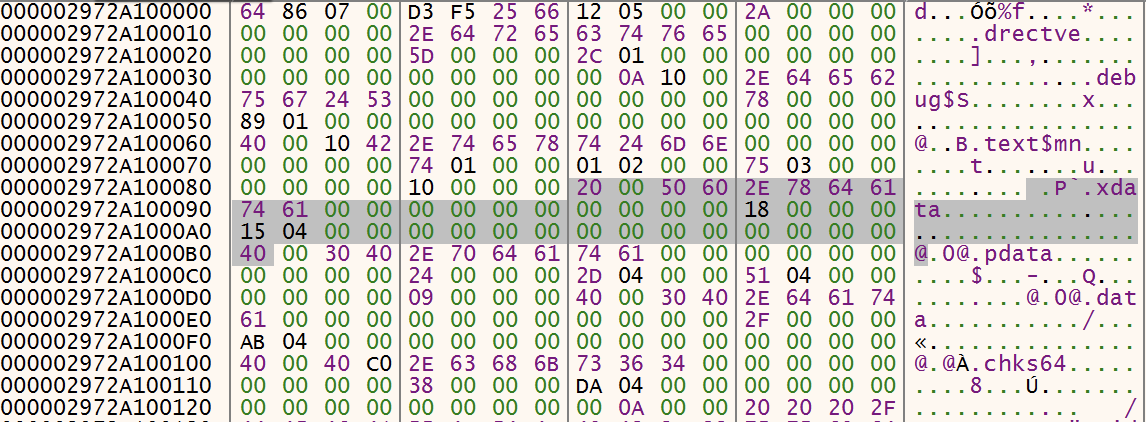 000002972A100000 64 86 07 00 D3 F5 25 66 12 05 00 00 2A 00 00 00 d...Óõ%f....*...
000002972A100010 00 00 00 00 2E 64 72 65 63 74 76 65 00 00 00 00 .....drectve....
000002972A100020 00 00 00 00 5D 00 00 00 2C 01 00 00 00 00 00 00 ....]...,.......
000002972A100030 00 00 00 00 00 00 00 00 00 0A 10 00 2E 64 65 62 .............deb
000002972A100040 75 67 24 53 00 00 00 00 00 00 00 00 78 00 00 00 ug$S........x...
000002972A100050 89 01 00 00 00 00 00 00 00 00 00 00 00 00 00 00 ................
000002972A100060 40 00 10 42 2E 74 65 78 74 24 6D 6E 00 00 00 00 @..B.text$mn....
000002972A100070 00 00 00 00 74 01 00 00 01 02 00 00 75 03 00 00 ....t.......u...
000002972A100080 00 00 00 00 10 00 00 00 20 00 50 60 2E 78 64 61 ........ .P`.xda
000002972A100090 74 61 00 00 00 00 00 00 00 00 00 00 18 00 00 00 ta..............
000002972A1000A0 15 04 00 00 00 00 00 00 00 00 00 00 00 00 00 00 ................
000002972A1000B0 40 00 30 40 2E 70 64 61 74 61 00 00 00 00 00 00 @.0@.pdata......
000002972A1000C0 00 00 00 00 24 00 00 00 2D 04 00 00 51 04 00 00 ....$...-...Q...
000002972A1000D0 00 00 00 00 09 00 00 00 40 00 30 40 2E 64 61 74 ........@.0@.dat
000002972A1000E0 61 00 00 00 00 00 00 00 00 00 00 00 2F 00 00 00 a.........../...
000002972A1000F0 AB 04 00 00 00 00 00 00 00 00 00 00 00 00 00 00 «...............
000002972A100100 40 00 40 C0 2E 63 68 6B 73 36 34 00 00 00 00 00 @.@À.chks64.....
000002972A100110 00 00 00 00 38 00 00 00 DA 04 00 00 00 00 00 00 ....8...Ú.......
000002972A100120 00 00 00 00 00 00 00 00 00 0A 00 00 20 20 20 2F ............   /